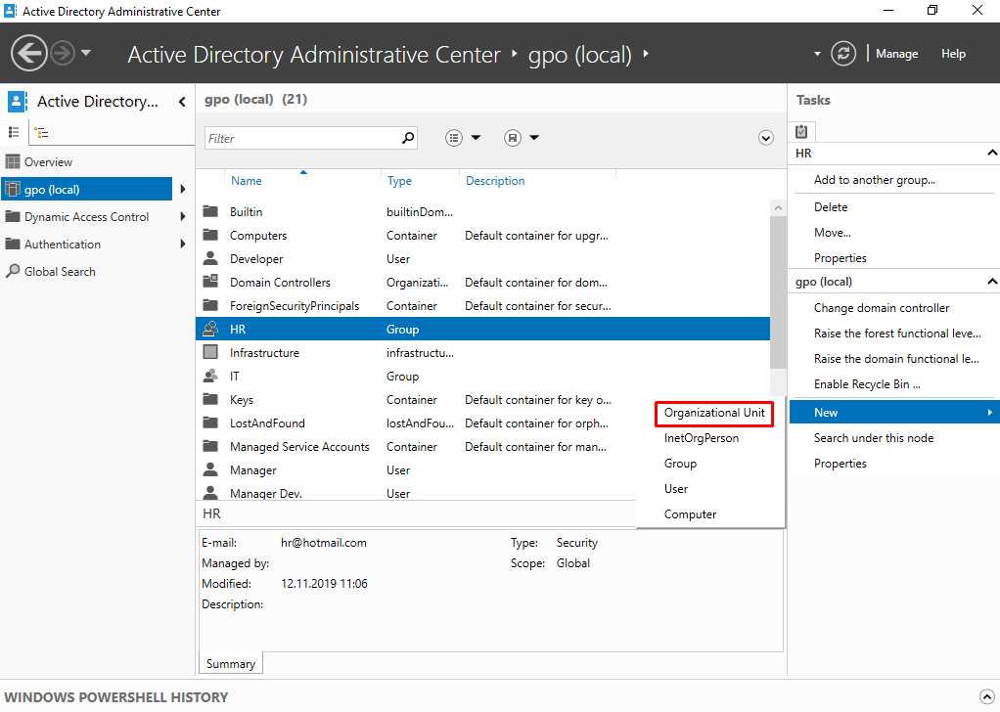 Active Directory Administrative Center
Active Directory Administrative Center gpo (local)
Manage Help
Active Directory...
Overview
gpo (local)
Dynamic Access Control
Authentication
Global Search
gpo (local) (21)
Filter
Name Type Description
Builtin builtinDom...
Computers Container Default container for upgr...
Developer User
Domain Controllers Organizati... Default container for dom...
ForeignSecurityPrincipals Container Default container for secur...
HR Group
Infrastructure infrastructu...
IT Group
Keys Container Default container for key o...
LostAndFound lostAndFou... Default container for orph...
Managed Service Accounts Container Default container for man...
Manager User
Manager Dev. User
Organizational Unit
InetOrgPerson
Group
User
Computer
HR
E-mail: hr@hotmail.com Type: Security
Managed by: Scope: Global
Modified: 12.11.2019 11:06
Description:
Summary
Tasks
HR
Add to another group...
Delete
Move...
Properties
gpo (local)
Change domain controller
Raise the forest functional leve...
Raise the domain functional le...
Enable Recycle Bin ...
New
Search under this node
Properties
WINDOWS POWERSHELL HISTORY